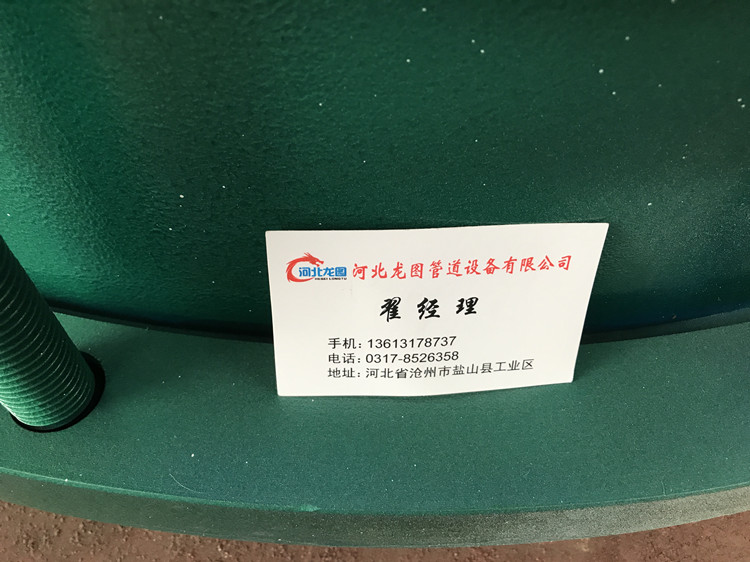 河北龙图
HEBEI LONGTU
河北龙图管道设备有限公司
翟经理
手机：13613178737
电话：0317-8526358
地址：河北省沧州市盐山县工业区